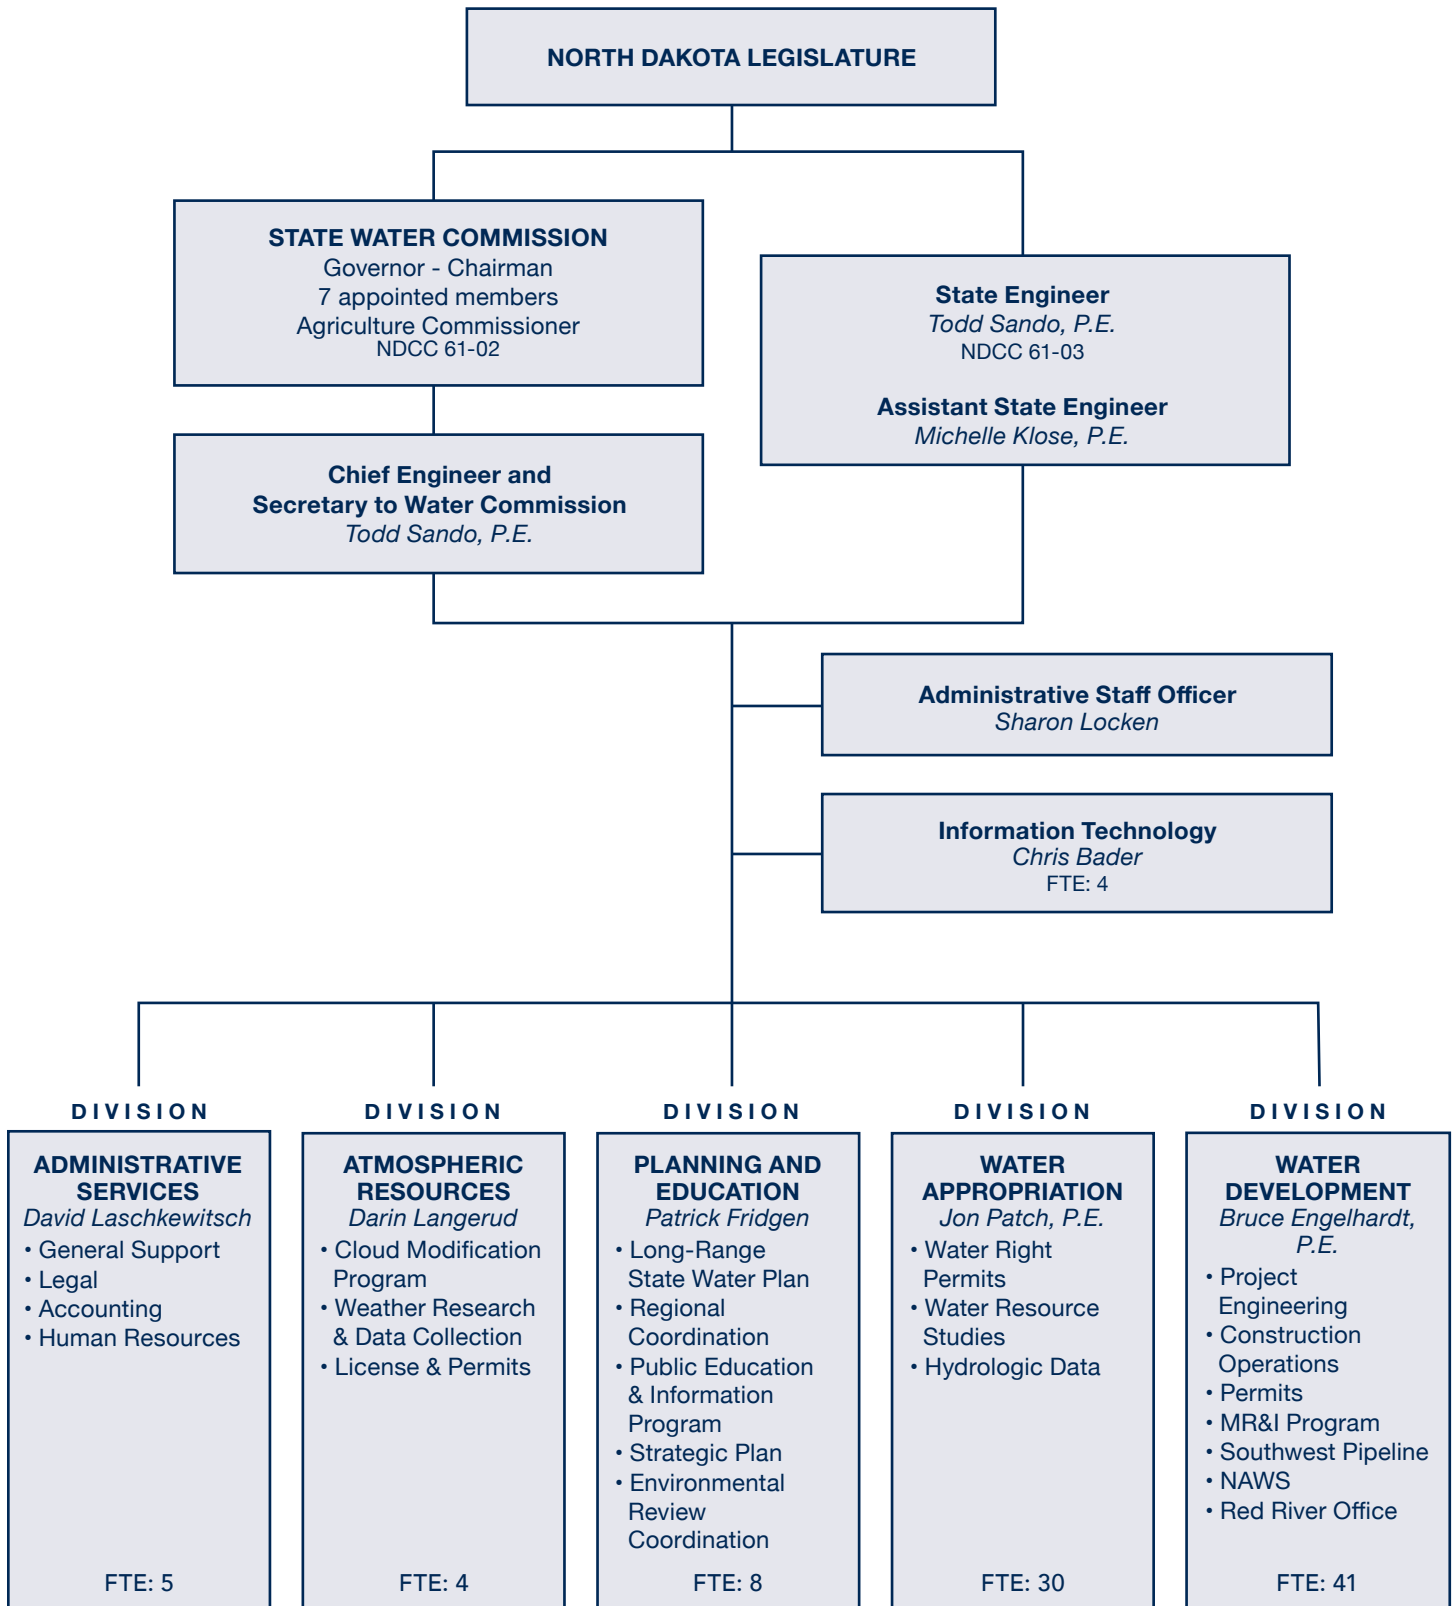 NORTH DAKOTA LEGISLATURE
STATE WATER COMMISSION
Governor - Chairman
7 appointed members
Agriculture Commissioner
NDCC 61-02
State Engineer
Todd Sando, P.E.
NDCC 61-03
Assistant State Engineer
Michelle Klose, P.E.
Chief Engineer and
Secretary to Water Commission
Todd Sando, P.E.
Administrative Staff Officer
Sharon Locken
Information Technology
Chris Bader
FTE: 4
DIVISION
ADMINISTRATIVE
SERVICES
David Laschkewitsch
• General Support
• Legal
• Accounting
• Human Resources
FTE: 5
DIVISION
ATMOSPHERIC
RESOURCES
Darin Langerud
• Cloud Modification
Program
• Weather Research
& Data Collection
• License & Permits
FTE: 4
DIVISION
PLANNING AND
EDUCATION
Patrick Fridgen
• Long-Range
State Water Plan
• Regional
Coordination
• Public Education
& Information
Program
• Strategic Plan
• Environmental
Review
Coordination
FTE: 8
DIVISION
WATER
APPROPRIATION
Jon Patch, P.E.
• Water Right
Permits
• Water Resource
Studies
• Hydrologic Data
FTE: 30
DIVISION
WATER
DEVELOPMENT
Bruce Engelhardt,
P.E.
• Project
Engineering
• Construction
Operations
• Permits
• MR&I Program
• Southwest Pipeline
• NAWS
• Red River Office
FTE: 41